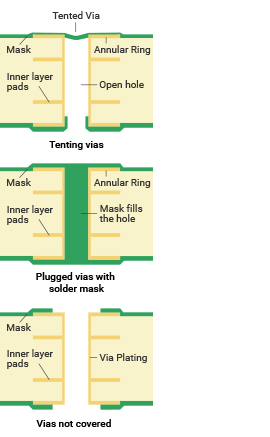 Tented Via
Mask
Annular Ring
Inner layer
pads
Open hole
Tenting vias
Mask
Annular Ring
Inner layer
pads
Mask fills
the hole
Plugged vias with
solder mask
Mask
Inner layer
pads
Via Plating
Vias not covered